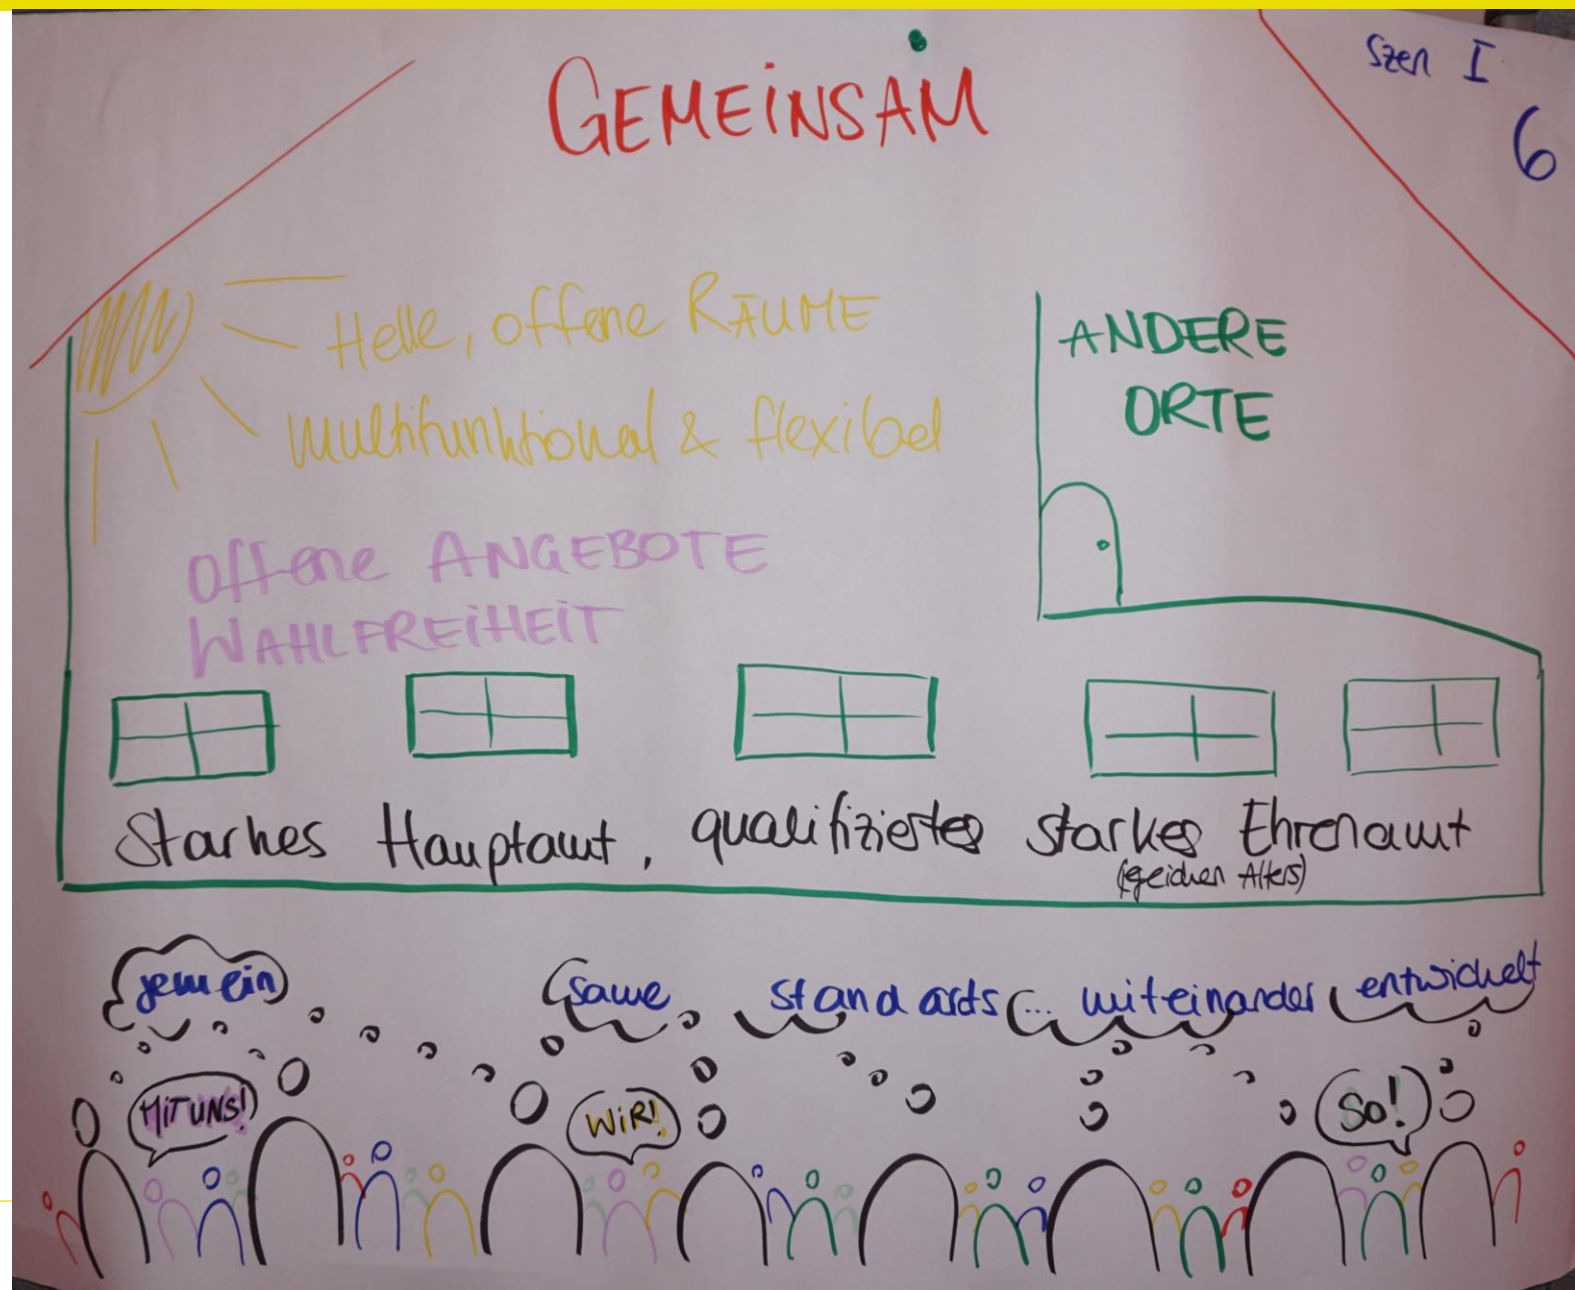 Szen I
6
GEMEiNSAM
Helle, offene RÄUME
multifunktional & flexibel
ANDERE
ORTE
Offene ANGEBOTE
WAHLFREiHEiT
Starkes Hauptamt, qualifiziertes starkes Ehrenamt
(geichen Alters)
gemein same standards ... miteinander entwickelt
MiT UNS!
WiR!
So!